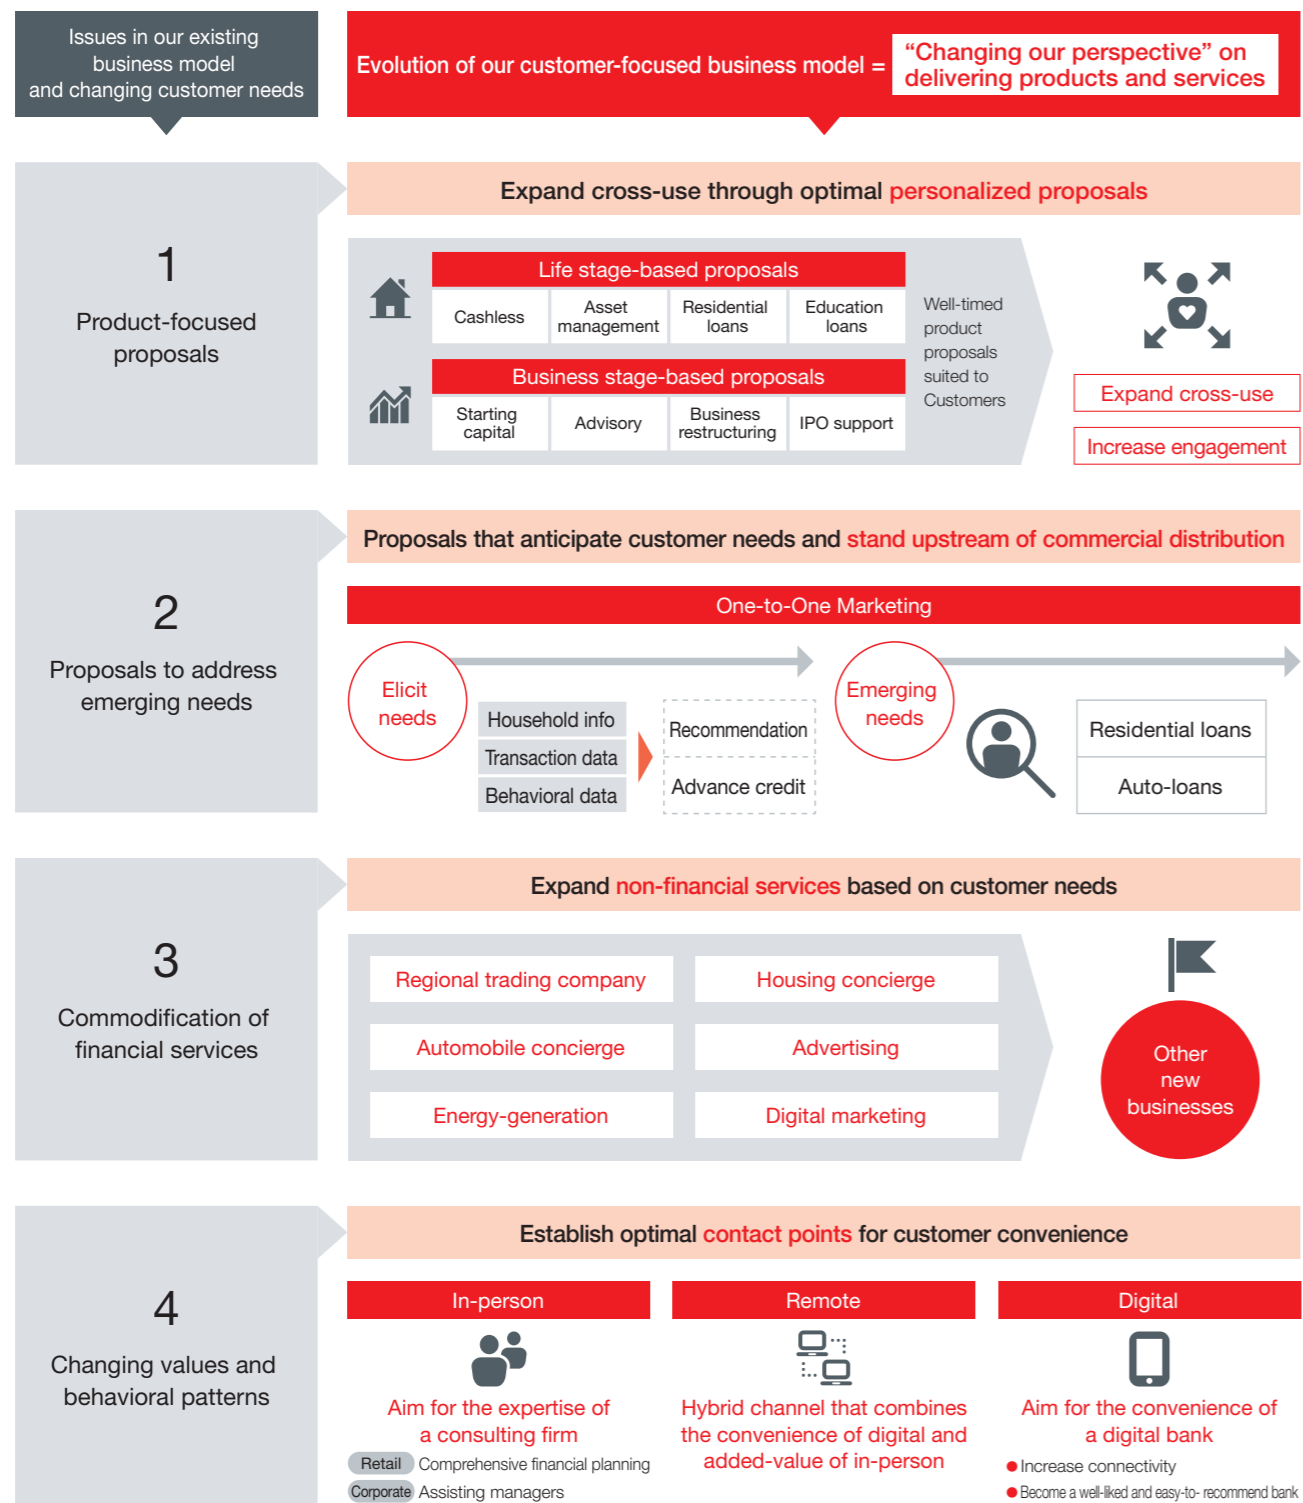 Issues in our existing
business model
and changing customer needs
Evolution of our customer-focused business model =
“Changing our perspective” on
delivering products and services
1
Product-focused
proposals
Expand cross-use through optimal personalized proposals
Life stage-based proposals
Cashless
Asset
management
Residential
loans
Education
loans
Business stage-based proposals
Starting
capital
Advisory
Business
restructuring
IPO support
Well-timed
product
proposals
suited to
Customers
Expand cross-use
Increase engagement
2
Proposals to address
emerging needs
Proposals that anticipate customer needs and stand upstream of commercial distribution
One-to-One Marketing
Elicit
needs
Household info
Transaction data
Behavioral data
Recommendation
Advance credit
Emerging
needs
Residential loans
Auto-loans
3
Commodification of
financial services
Expand non-financial services based on customer needs
Regional trading company
Housing concierge
Automobile concierge
Advertising
Energy-generation
Digital marketing
Other
new
businesses
4
Changing values and
behavioral patterns
Establish optimal contact points for customer convenience
In-person
Aim for the expertise of
a consulting firm
Retail Comprehensive financial planning
Corporate Assisting managers
Remote
Hybrid channel that combines
the convenience of digital and
added-value of in-person
Digital
Aim for the convenience of
a digital bank
● Increase connectivity
● Become a well-liked and easy-to- recommend bank